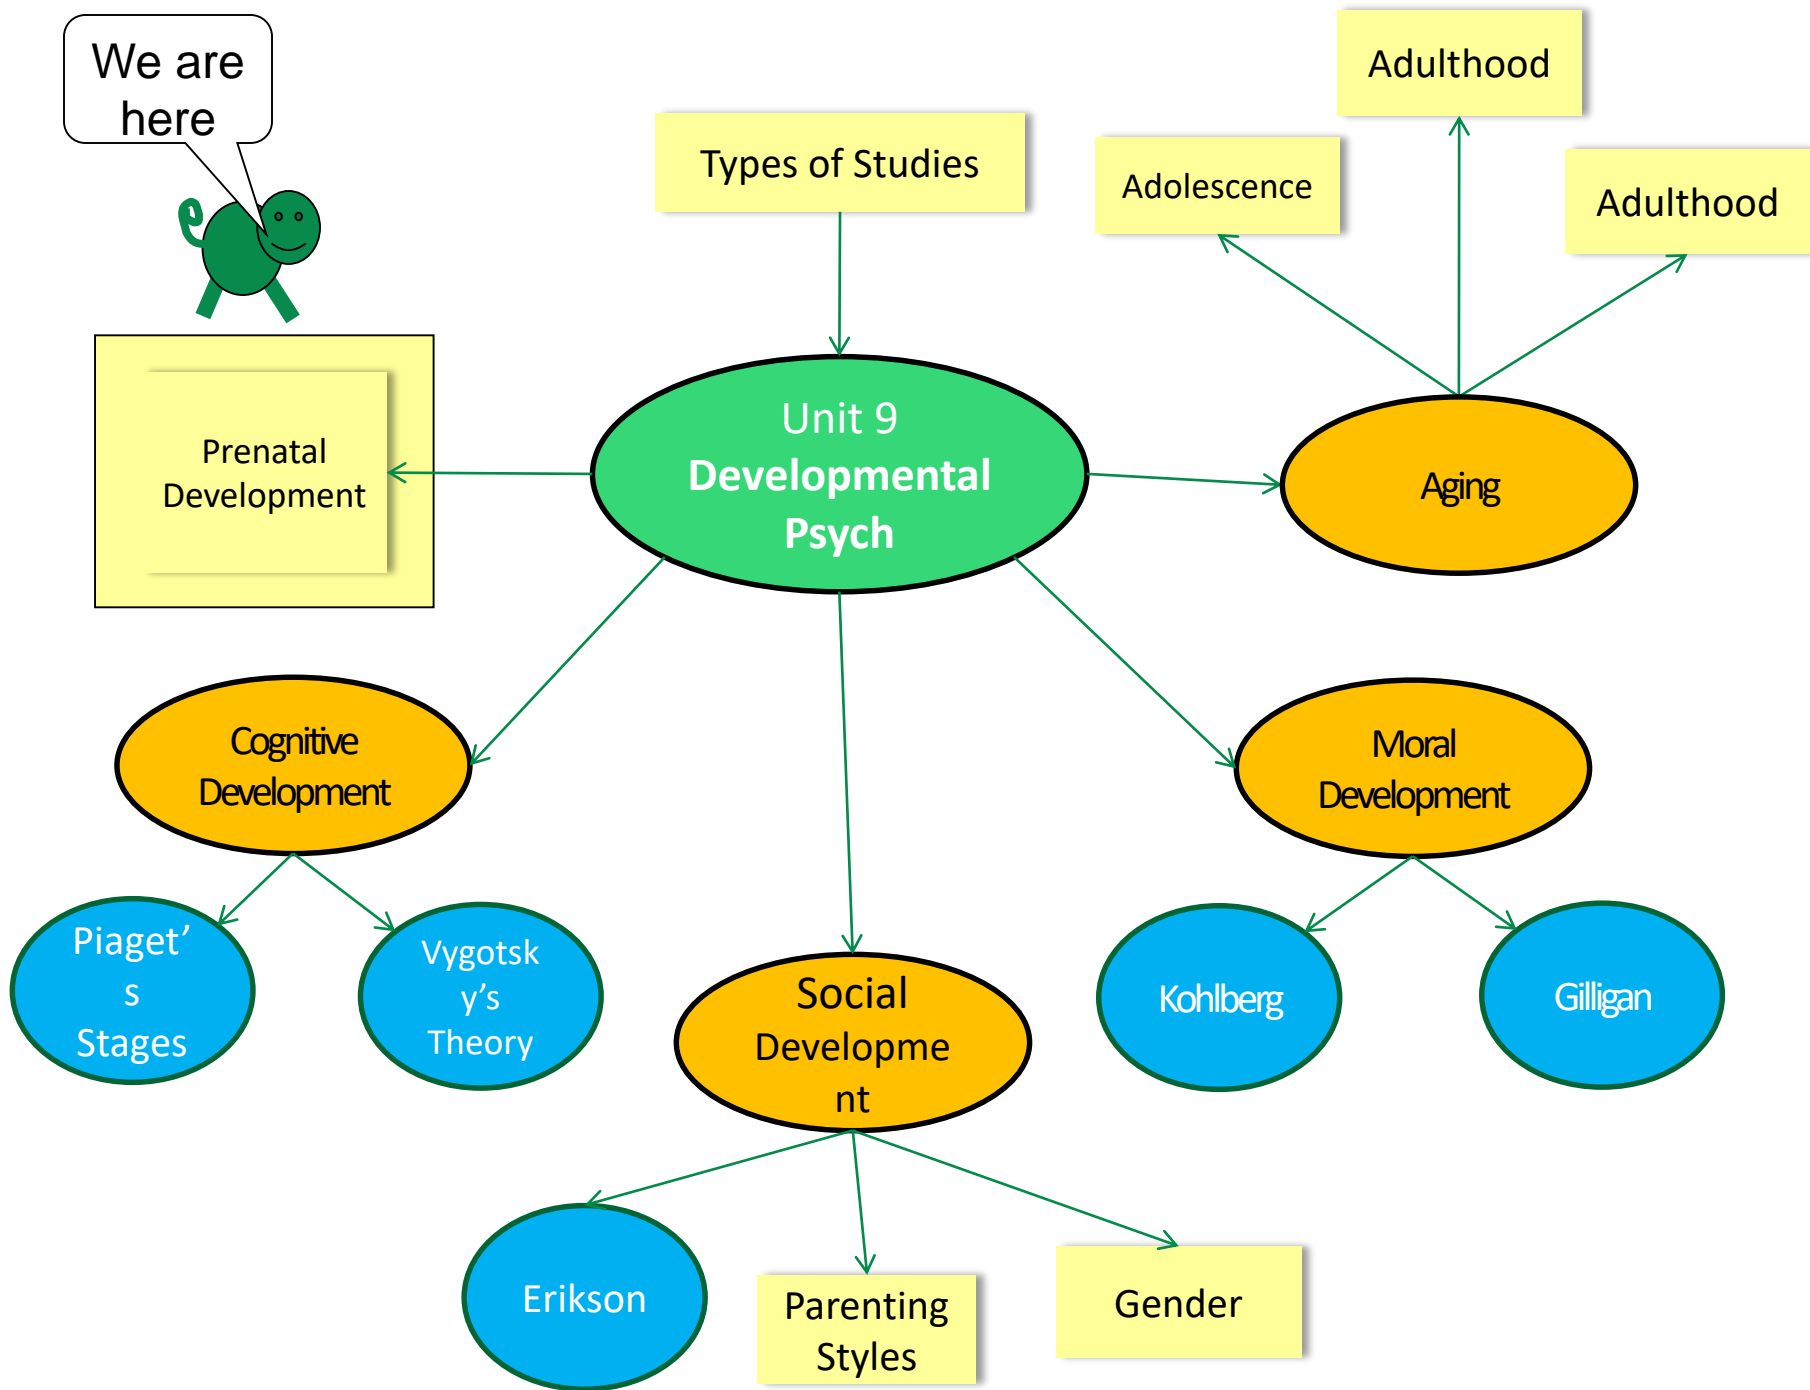 We are
here
Types of Studies
Adulthood
Adolescence
Adulthood
Prenatal
Development
Unit 9
Developmental
Psych
Aging
Cognitive
Development
Moral
Development
Piaget’
s
Stages
Vygotsk
y’s
Theory
Social
Developme
nt
Kohlberg
Gilligan
Erikson
Parenting
Styles
Gender